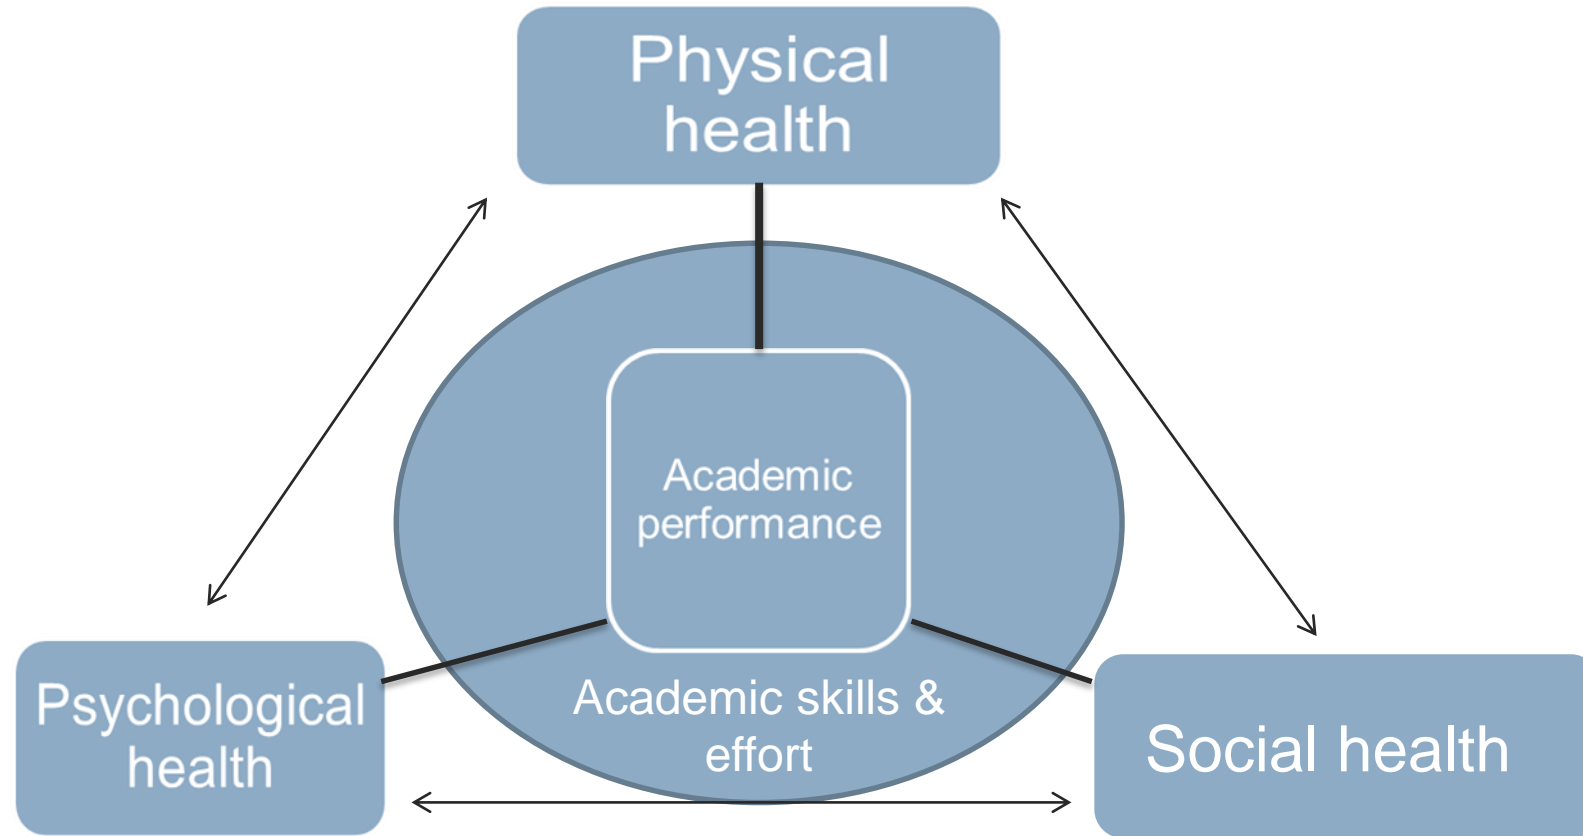 Physical
health
Academic
performance
Academic skills &
effort
Psychological
health
Social health